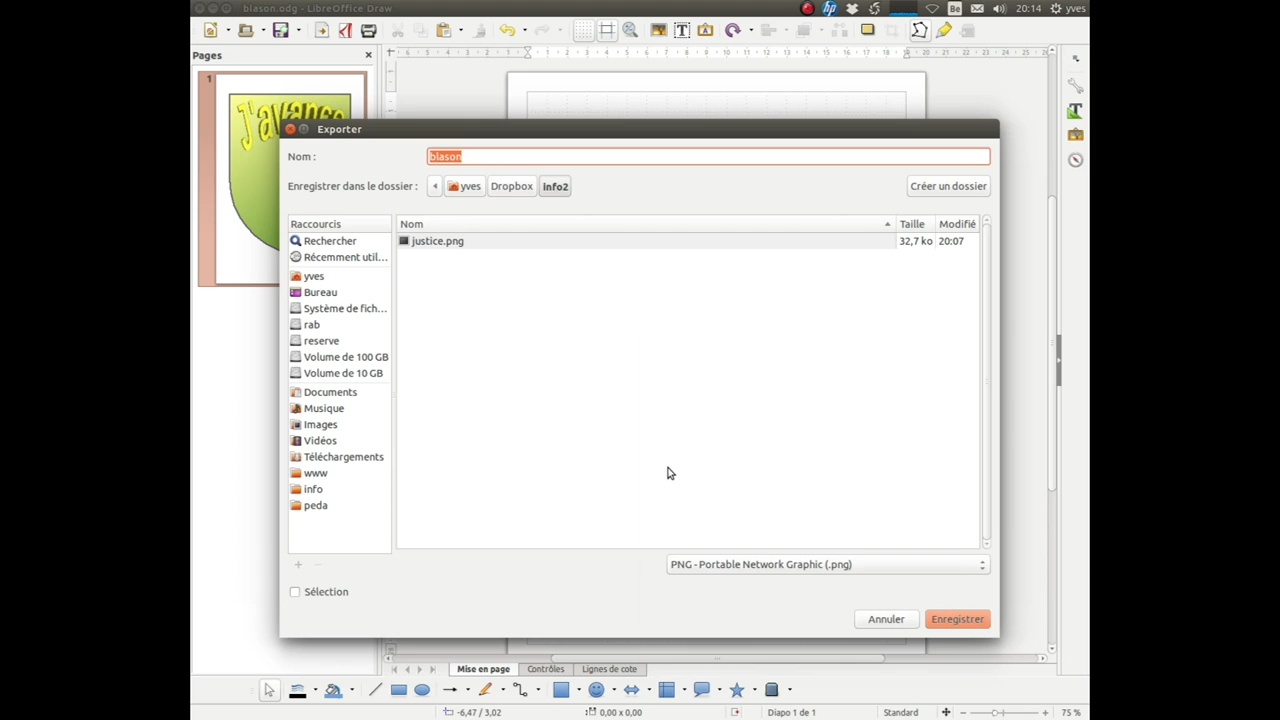 blason.odg - LibreOffice Draw
Be
20:14
yves
Pages
1
J'avance
Exporter
Nom :
blason
Enregistrer dans le dossier :
yves
Dropbox
info2
Créer un dossier
Raccourcis
Nom
Taille
Modifié
Rechercher
justice.png
32,7 ko
20:07
Récemment util…
yves
Bureau
Système de fich…
rab
reserve
Volume de 100 GB
Volume de 10 GB
Documents
Musique
Images
Vidéos
Téléchargements
www
info
peda
PNG - Portable Network Graphic (.png)
Sélection
Annuler
Enregistrer
Mise en page
Contrôles
Lignes de cote
-6,47 / 3,02
0,00 x 0,00
Diapo 1 de 1
Standard
75 %